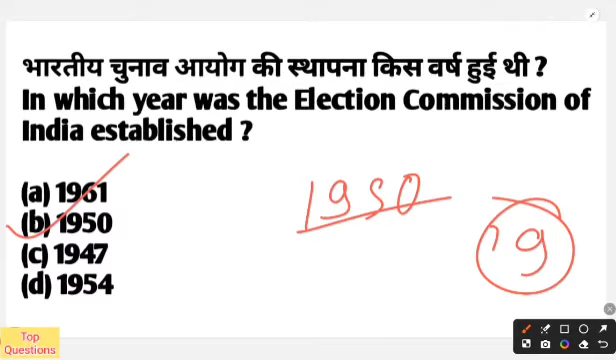 भारतीय चुनाव आयोग की स्थापना किस वर्ष हुई थी ?
In which year was the Election Commission of
India established ?
(a) 1961
(b) 1950
(c) 1947
(d) 1954
1950
19
Top
Questions